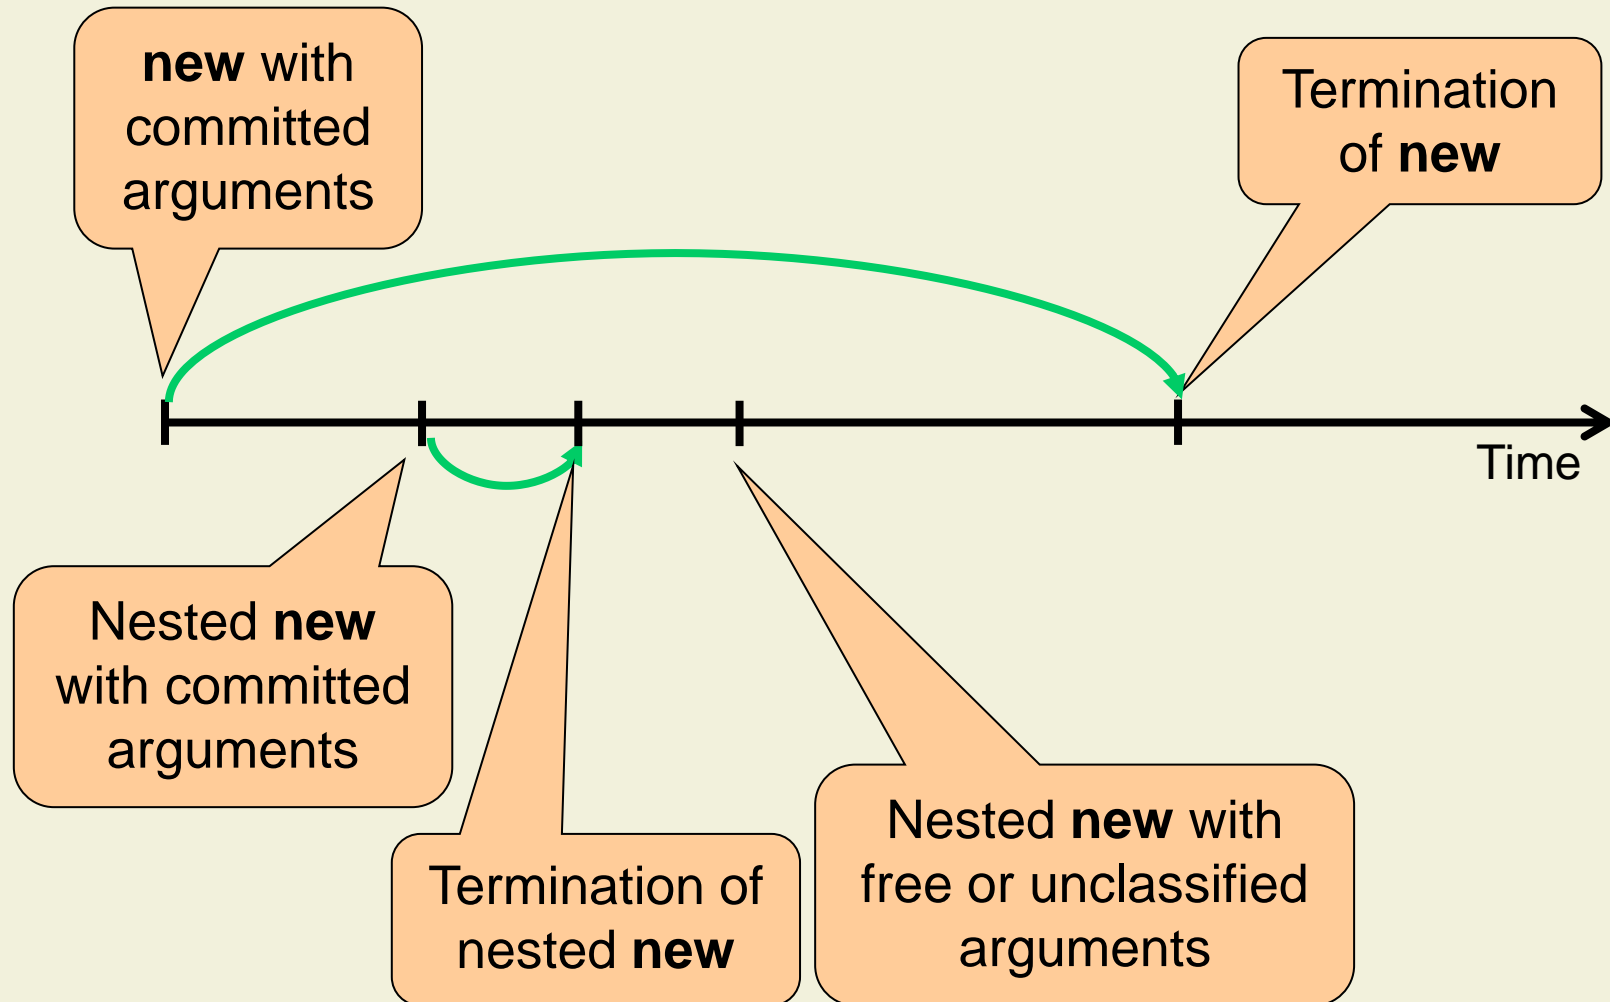 new with
committed
arguments
Termination
of new
Time
Nested new
with committed
arguments
Termination of
nested new
Nested new with
free or unclassified
arguments